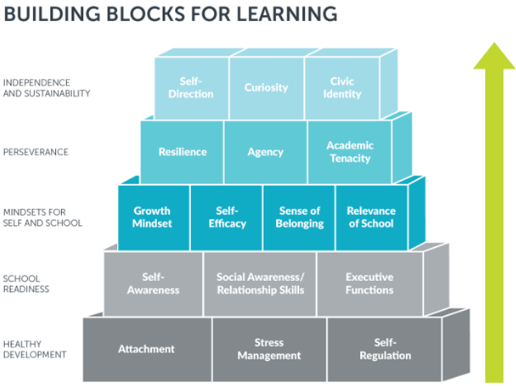 BUILDING BLOCKS FOR LEARNING
INDEPENDENCE
AND SUSTAINABILITY
Self-
Direction
Curiosity
Civic
Identity
PERSEVERANCE
Resilience
Agency
Academic
Tenacity
MINDSETS FOR
SELF AND SCHOOL
Growth
Mindset
Self-
Efficacy
Sense of
Belonging
Relevance
of School
SCHOOL
READINESS
Self-
Awareness
Social Awareness/
Relationship Skills
Executive
Functions
HEALTHY
DEVELOPMENT
Attachment
Stress
Management
Self-
Regulation